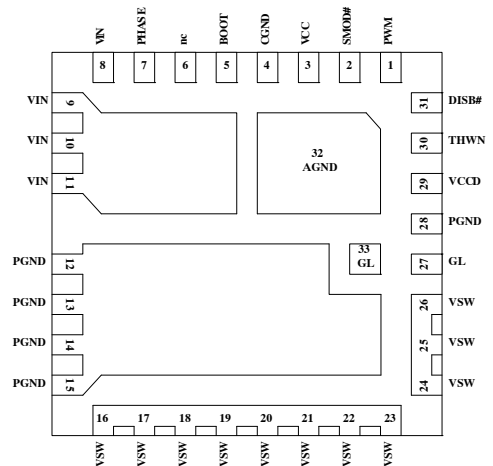 VIN PHASE nc BOOT CGND VCC SMOD# PWM
8 7 6 5 4 3 2 1
VIN 9 31 DISB#
VIN 10 30 THWN
32
AGND
VIN 11 29 VCCD
28 PGND
33
GL
PGND 12 27 GL
PGND 13 26 VSW
PGND 14 25 VSW
PGND 15 24 VSW
16 17 18 19 20 21 22 23
VSW VSW VSW VSW VSW VSW VSW VSW